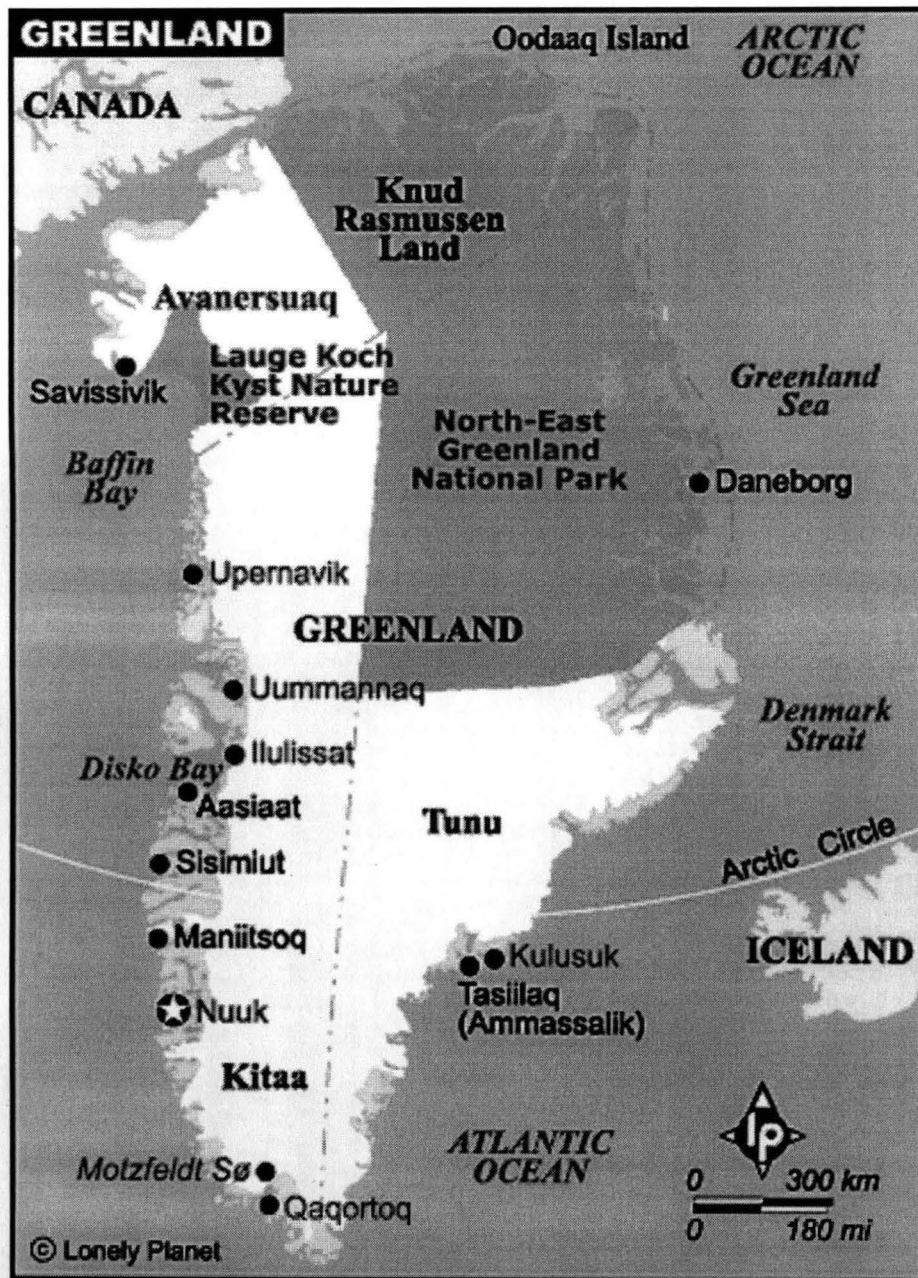 GREENLAND
Oodaaq Island
ARCTIC
OCEAN
CANADA
Knud
Rasmussen
Land
Avanersuaq
Lauge Koch
Kyst Nature
Reserve
Savissivik
Greenland
Sea
North-East
Greenland
National Park
Baffin
Bay
Daneborg
Upernavik
GREENLAND
Uummannaq
Denmark
Strait
Ilulissat
Disko Bay
Aasiaat
Tunu
Sisimiut
Arctic Circle
Maniitsoq
Kulusuk
ICELAND
Tasiilaq
(Ammassalik)
Nuuk
Kitaa
ATLANTIC
OCEAN
lp
Motzfeldt Sø
0 300 km
Qaqortoq
0 180 mi
© Lonely Planet